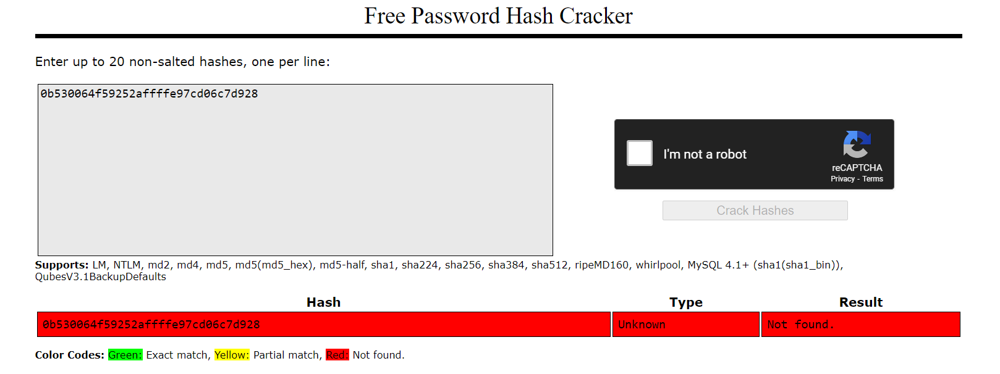 Free Password Hash Cracker
Enter up to 20 non-salted hashes, one per line:
0b530064f59252affffe97cd06c7d928
I'm not a robot
reCAPTCHA
Privacy - Terms
Crack Hashes
Supports: LM, NTLM, md2, md4, md5, md5(md5_hex), md5-half, sha1, sha224, sha256, sha384, sha512, ripeMD160, whirlpool, MySQL 4.1+ (sha1(sha1_bin)),
QubesV3.1BackupDefaults
Hash Type Result
0b530064f59252affffe97cd06c7d928 Unknown Not found.
Color Codes: Green: Exact match, Yellow: Partial match, Red: Not found.